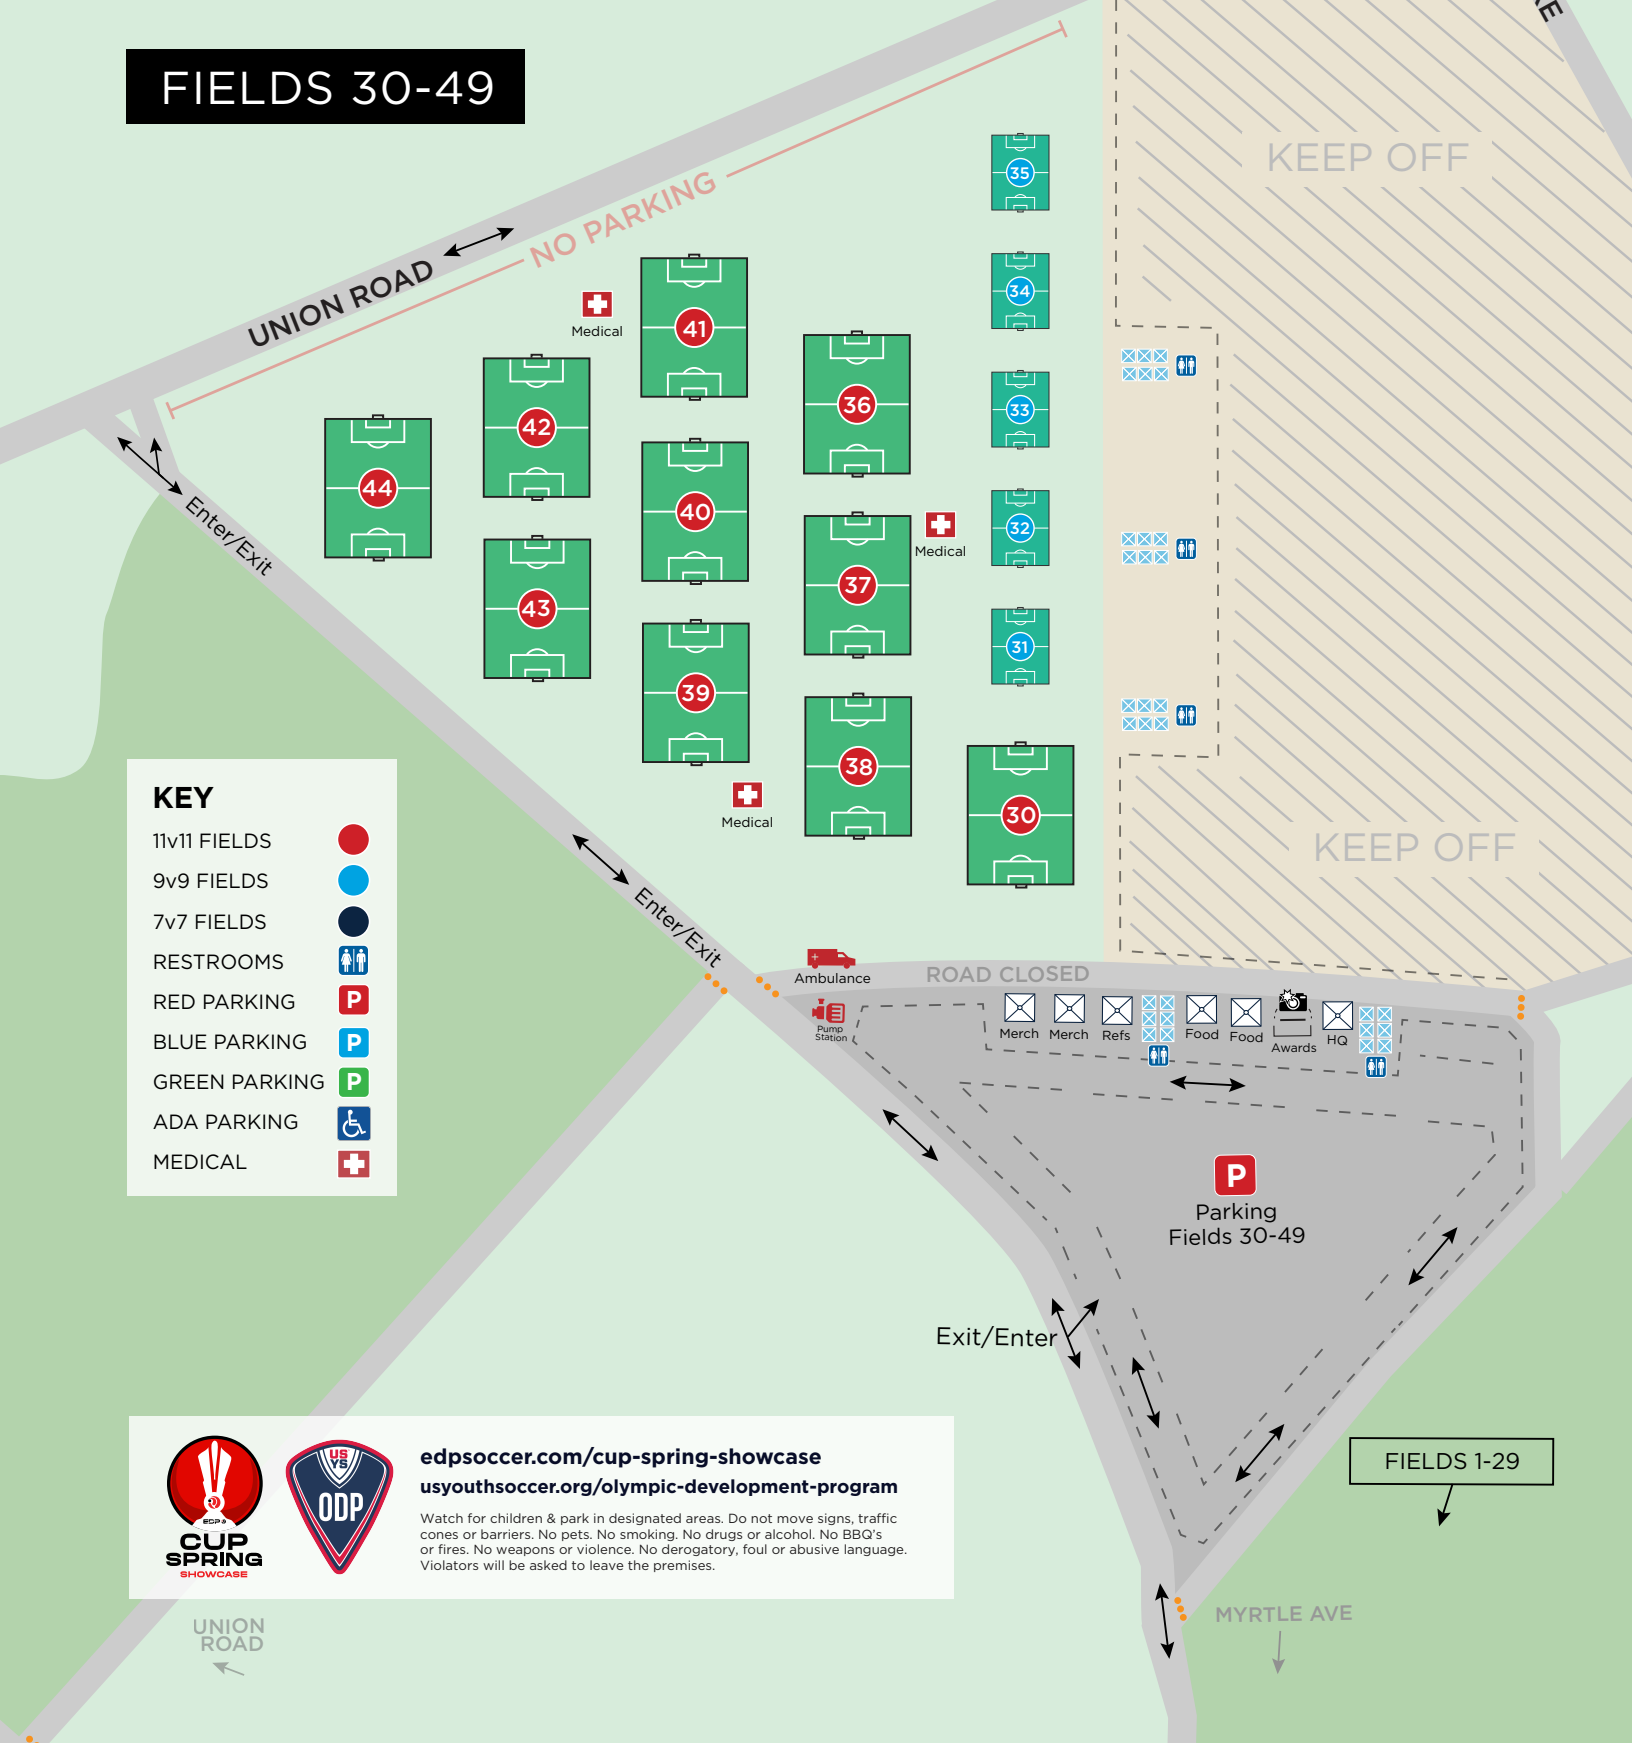 FIELDS 30-49
KE
KEEP OFF
NO PARKING
UNION ROAD
35
34
33
32
31
41
Medical
36
42
44
40
37
Medical
43
39
38
30
Medical
Enter/Exit
KEEP OFF
KEY
11v11 FIELDS
9v9 FIELDS
7v7 FIELDS
RESTROOMS
RED PARKING P
BLUE PARKING P
GREEN PARKING P
ADA PARKING
MEDICAL
Enter/Exit
Ambulance
ROAD CLOSED
Pump
Station
Merch
Merch
Refs
Food
Food
Awards
HQ
P
Parking
Fields 30-49
Exit/Enter
FIELDS 1-29
EDP
CUP
SPRING
SHOWCASE
US
YS
ODP
edpsoccer.com/cup-spring-showcase
usyouthsoccer.org/olympic-development-program
Watch for children & park in designated areas. Do not move signs, traffic
cones or barriers. No pets. No smoking. No drugs or alcohol. No BBQ's
or fires. No weapons or violence. No derogatory, foul or abusive language.
Violators will be asked to leave the premises.
UNION
ROAD
MYRTLE AVE